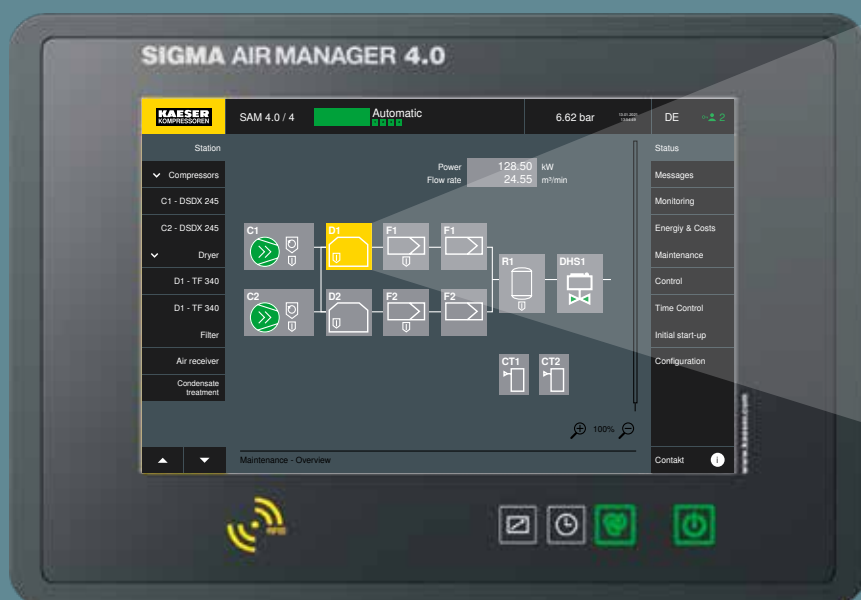 SIGMA AIR MANAGER 4.0
KAESER
KOMPRESSOREN
SAM 4.0 / 4
Automatic
6.62 bar
DE
2
Station
Compressors
C1 - DSDX 245
C2 - DSDX 245
Dryer
D1 - TF 340
D1 - TF 340
Filter
Air receiver
Condensate
treatment
Power 128.50 kW
Flow rate 24.55 m³/min
C1 D1 F1 F1
R1 DHS1
C2 D2 F2 F2
CT1 CT2
100%
Maintenance - Overview
Status
Messages
Monitoring
Energiy & Costs
Maintenance
Control
Time Control
Initial start-up
Configuration
Contakt i
www.kaeser.com
RFID